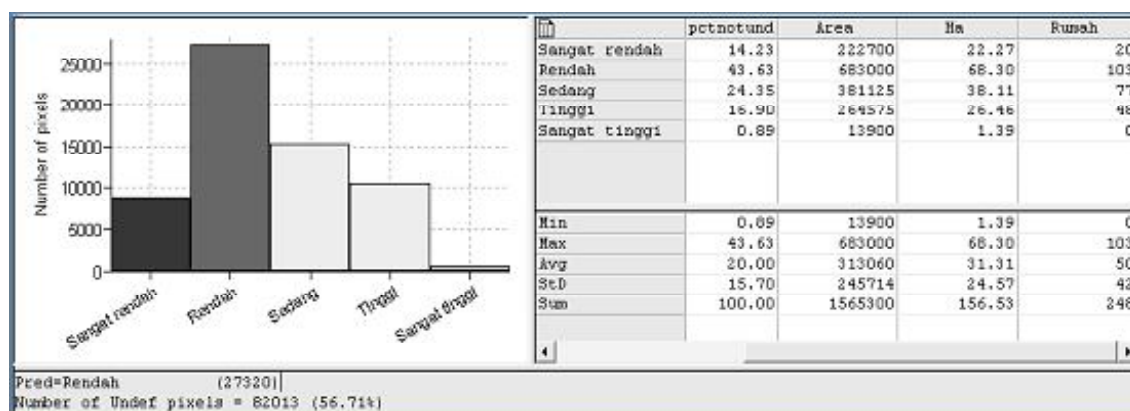 Number of pixels
25000
20000
15000
10000
5000
0
Sangat rendah
Rendah
Sedang
Tinggi
Sangat tinggi
pctnotund Area Ha Rumah
Sangat rendah 14.23 222700 22.27 20
Rendah 43.63 683000 68.30 103
Sedang 24.35 381125 38.11 77
Tinggi 16.90 264575 26.46 48
Sangat tinggi 0.89 13900 1.39 0
Min 0.89 13900 1.39 0
Max 43.63 683000 68.30 103
Avg 20.00 313060 31.31 50
StD 15.70 245714 24.57 42
Sum 100.00 1565300 156.53 248
Pred=Rendah (27320)
Number of Undef pixels = 82013 (56.71%)